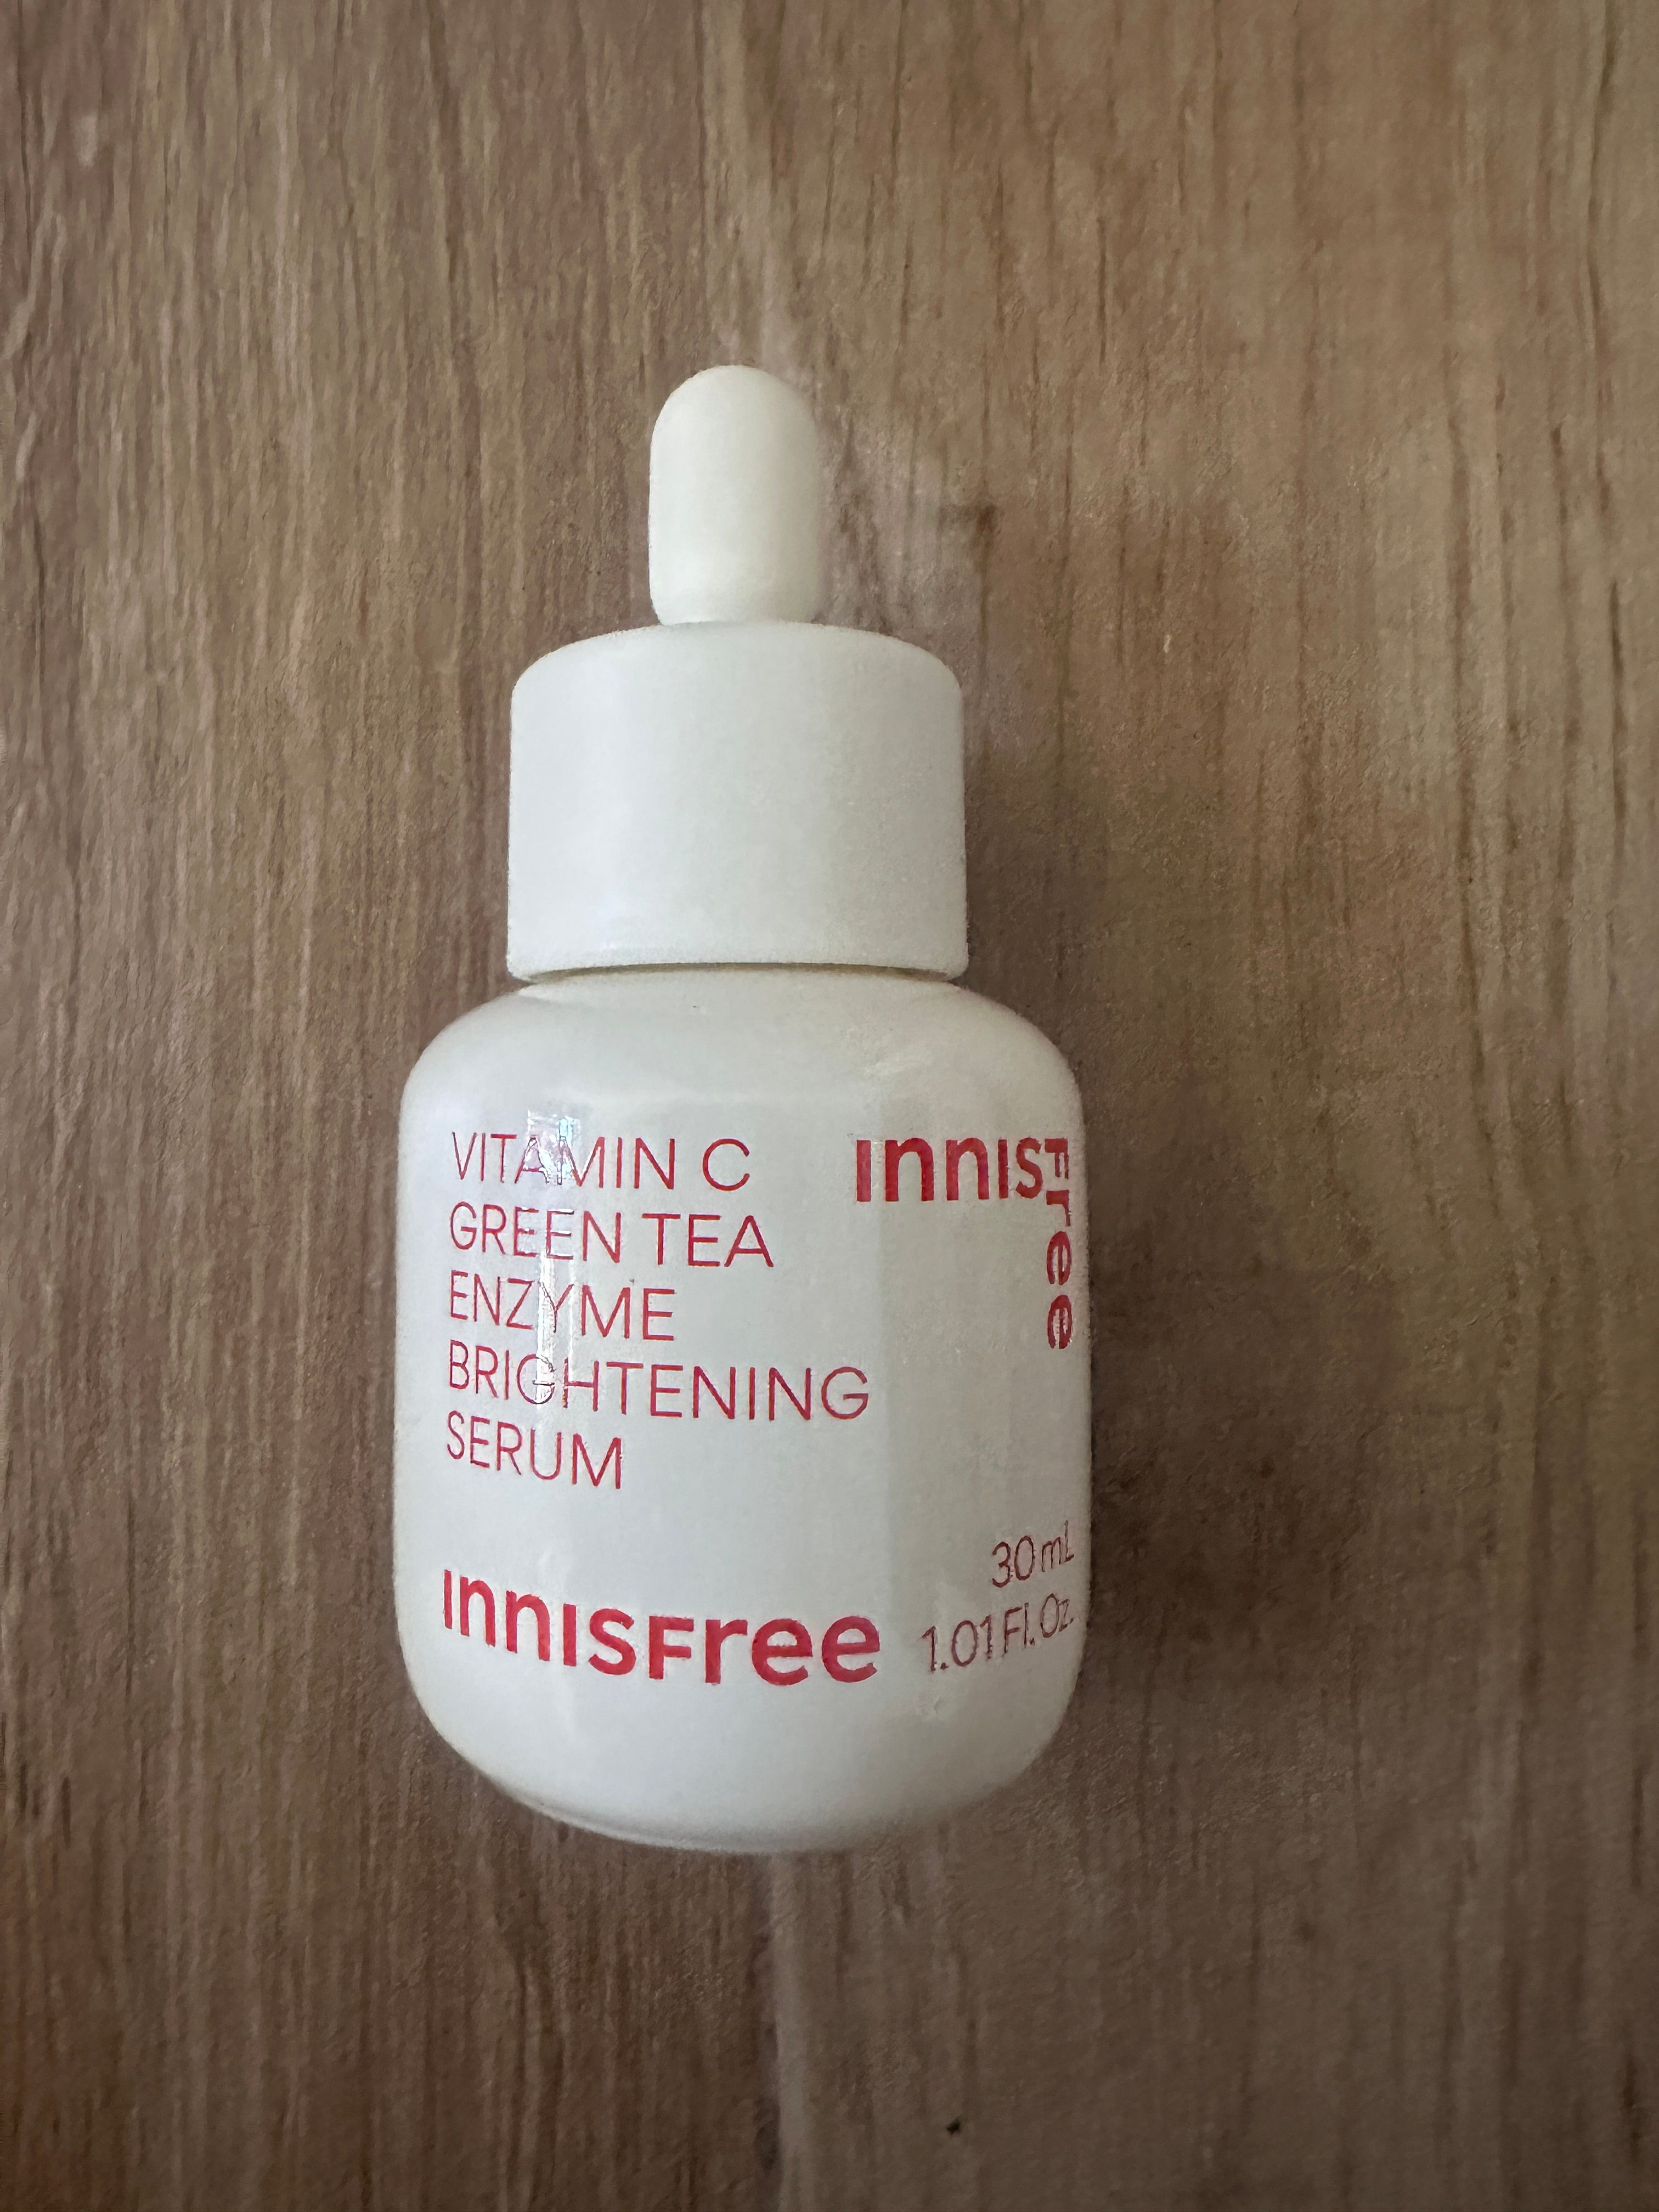 VITAMIN C
GREEN TEA
ENZYME
BRIGHTENING
SERUM
INNISFree
INNISFree
30mL
1.01 Fl. Oz.